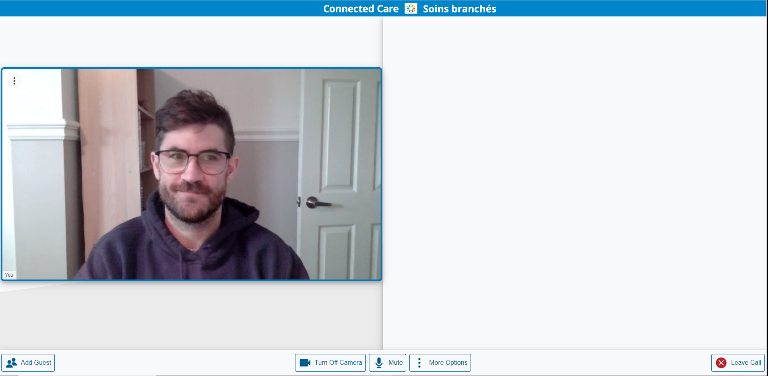 Connected Care Soins branchés
You
Add Guest
Turn Off Camera
Mute
More Options
Leave Call